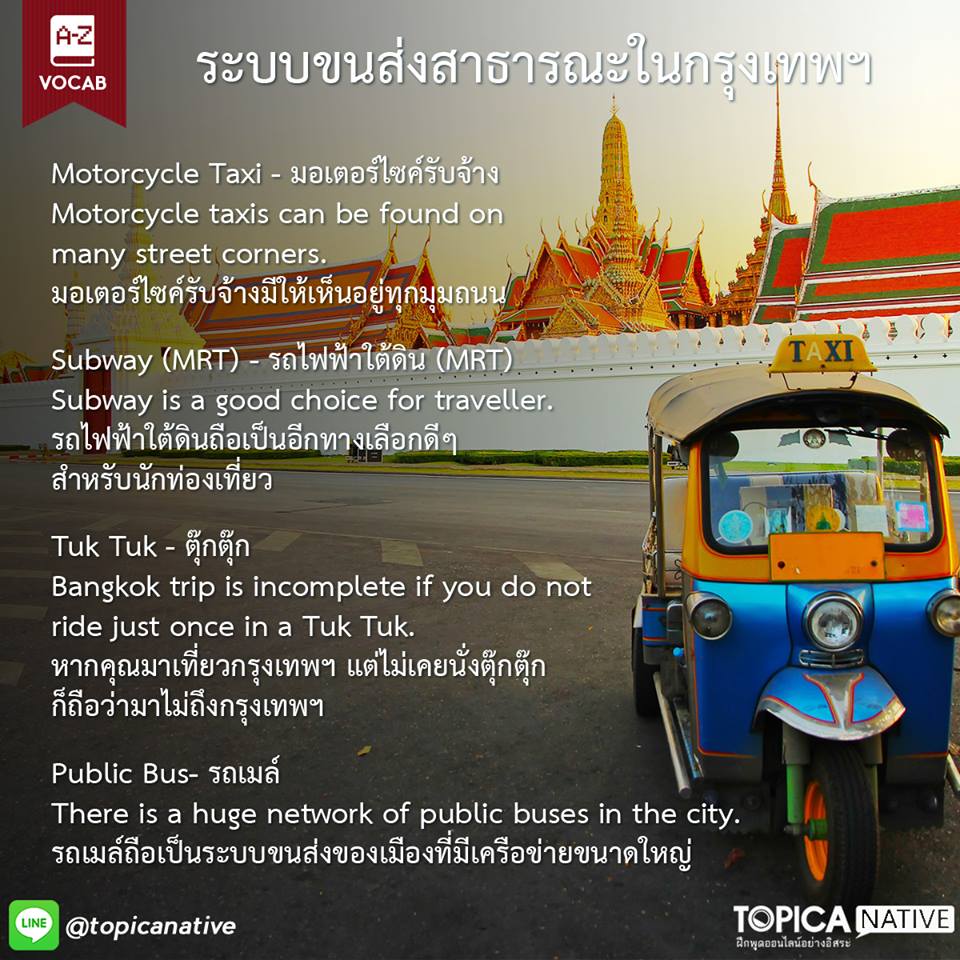 A-Z
VOCAB
ระบบขนส่งสาธารณะในกรุงเทพฯ
Motorcycle Taxi - มอเตอร์ไซค์รับจ้าง
Motorcycle taxis can be found on
many street corners.
มอเตอร์ไซค์รับจ้างมีให้เห็นอยู่ทุกมุมถนน
Subway (MRT) - รถไฟฟ้าใต้ดิน (MRT)
Subway is a good choice for traveller.
รถไฟฟ้าใต้ดินถือเป็นอีกทางเลือกดีๆ
สำหรับนักท่องเที่ยว
TAXI
Tuk Tuk - ตุ๊กตุ๊ก
Bangkok trip is incomplete if you do not
ride just once in a Tuk Tuk.
หากคุณมาเที่ยวกรุงเทพฯ แต่ไม่เคยนั่งตุ๊กตุ๊ก
ก็ถือว่ามาไม่ถึงกรุงเทพฯ
Public Bus- รถเมล์
There is a huge network of public buses in the city.
รถเมล์ถือเป็นระบบขนส่งของเมืองที่มีเครือข่ายขนาดใหญ่
LINE @topicanative
TOPICA NATIVE
ฝึกพูดออนไลน์อย่างอิสระ